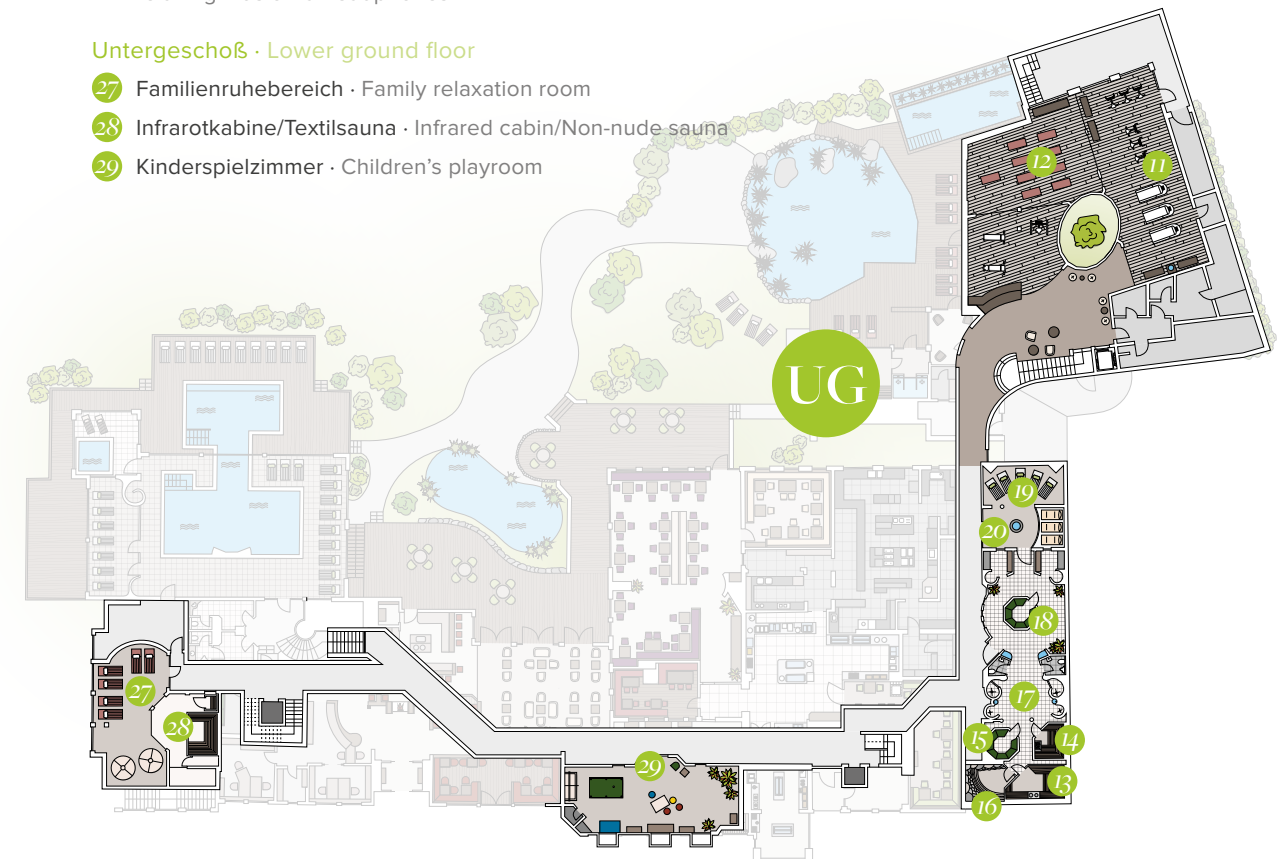 Untergeschoß · Lower ground floor
27 Familienruhebereich · Family relaxation room
28 Infrarotkabine/Textilsauna · Infrared cabin/Non-nude sauna
29 Kinderspielzimmer · Children's playroom
12
11
UG
19
20
18
27
17
28
15
14
29
13
16